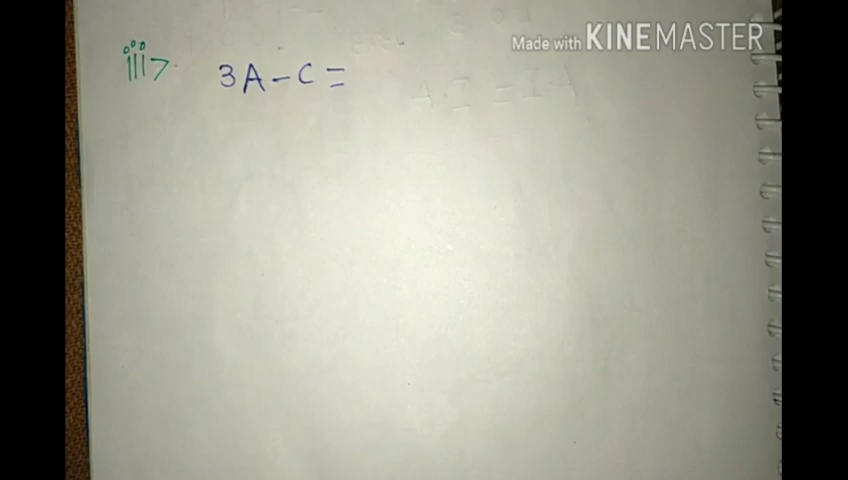 Made with KINEMASTER
iii> 3A - C =
A.I = I A